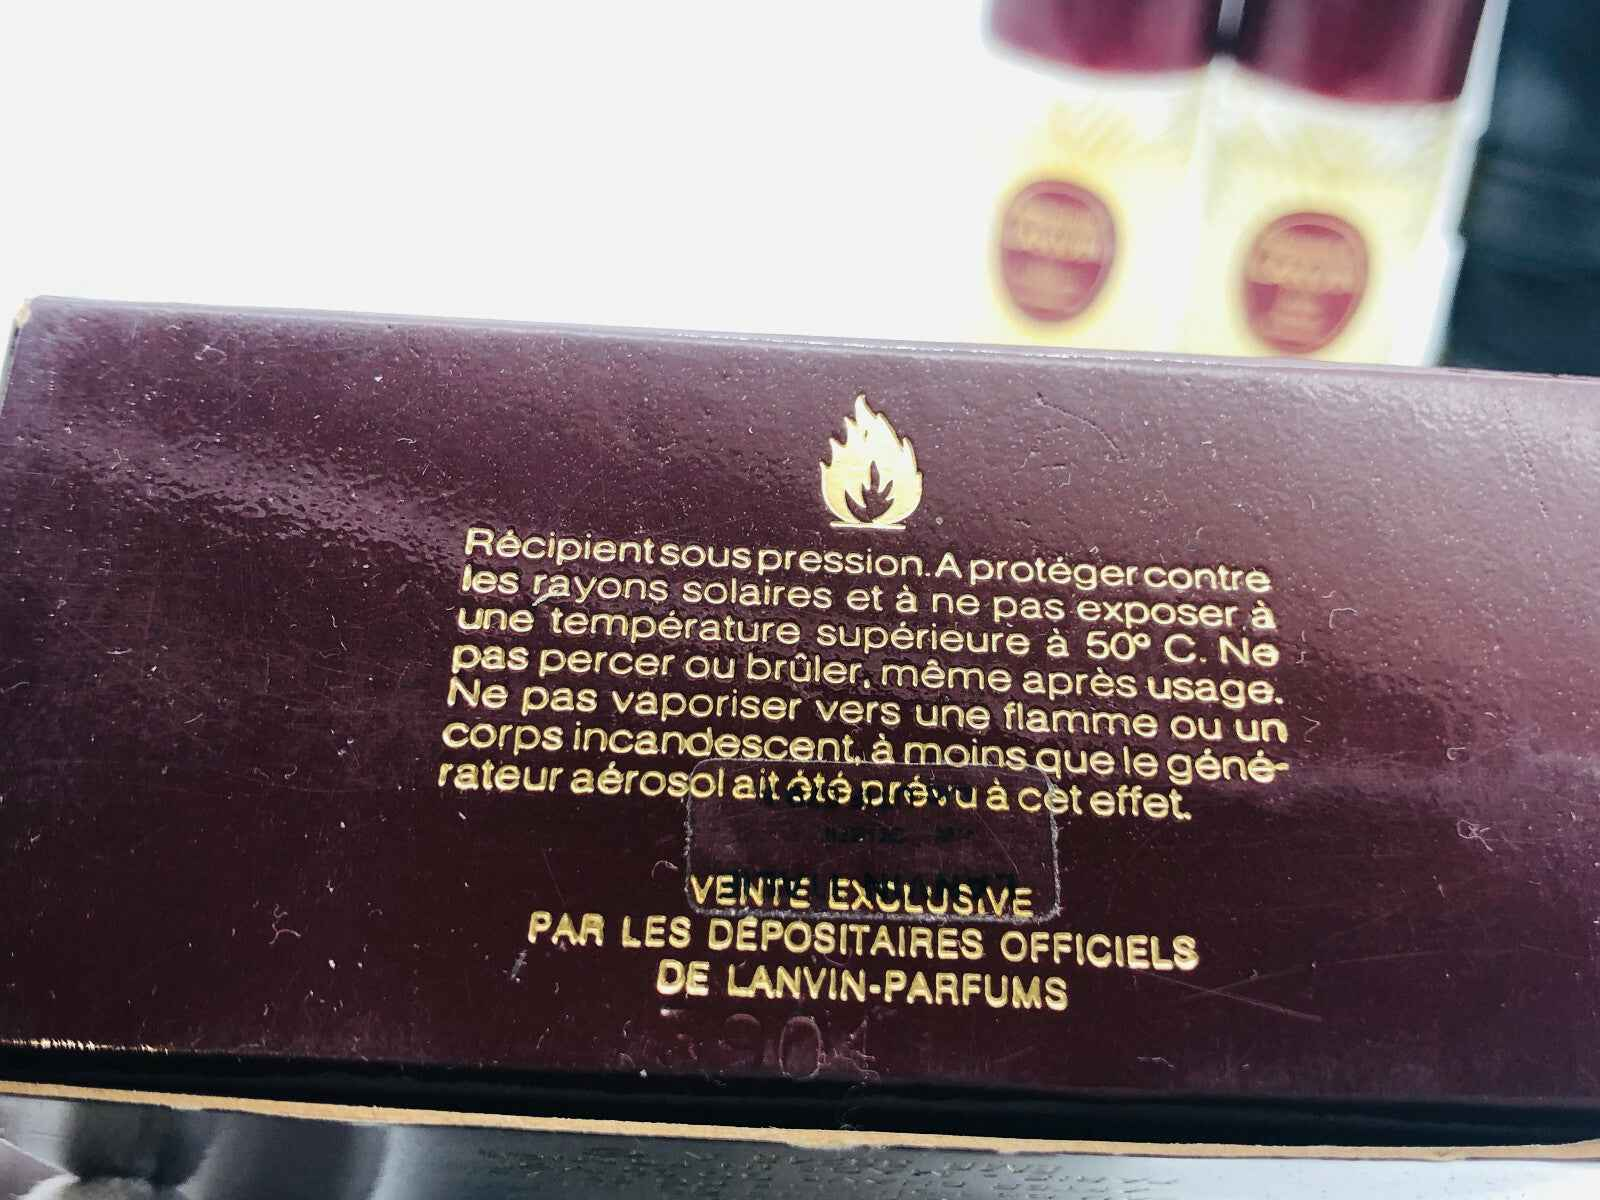 Récipient sous pression. A protéger contre
les rayons solaires et à ne pas exposer à
une température supérieure à 50° C. Ne
pas percer ou brûler, même après usage.
Ne pas vaporiser vers une flamme ou un
corps incandescent, à moins que le géné-
rateur aérosol ait été prévu à cet effet.
VENTE EXCLUSIVE
PAR LES DÉPOSITAIRES OFFICIELS
DE LANVIN-PARFUMS